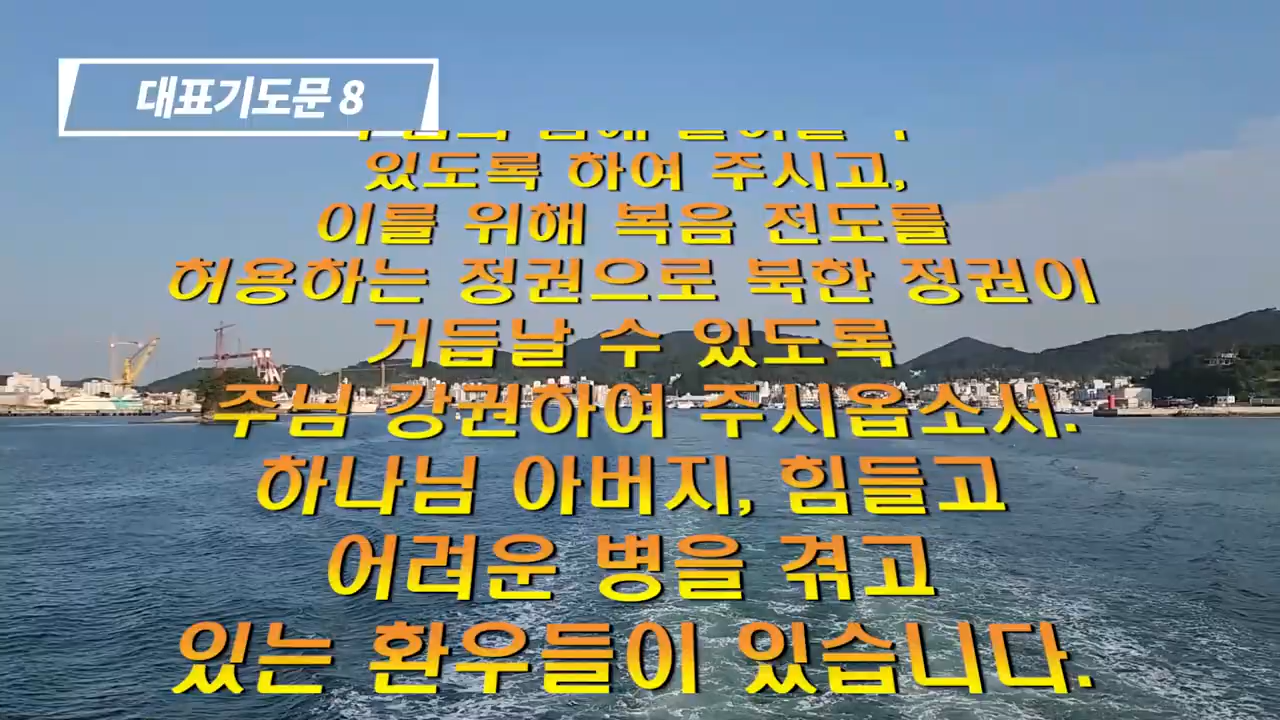 대표기도문 8
있도록 하여 주시고,
이를 위해 복음 전도를
허용하는 정권으로 북한 정권이
거듭날 수 있도록
주님 강권하여 주시옵소서.
하나님 아버지, 힘들고
어려운 병을 겪고
있는 환우들이 있습니다.